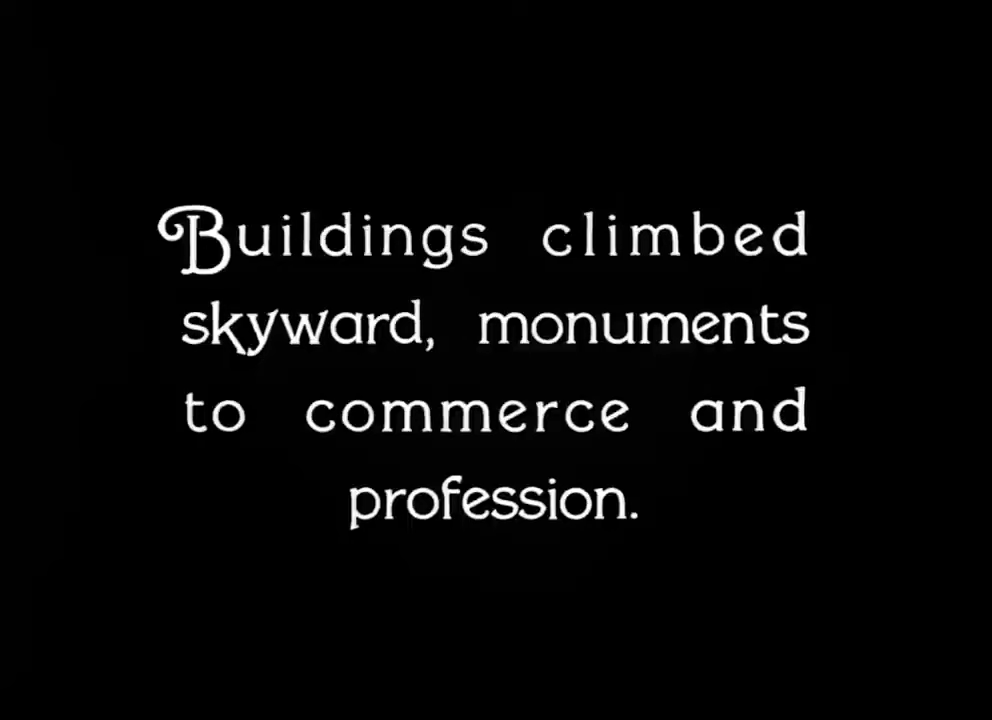 Buildings climbed
skyward, monuments
to commerce and
profession.